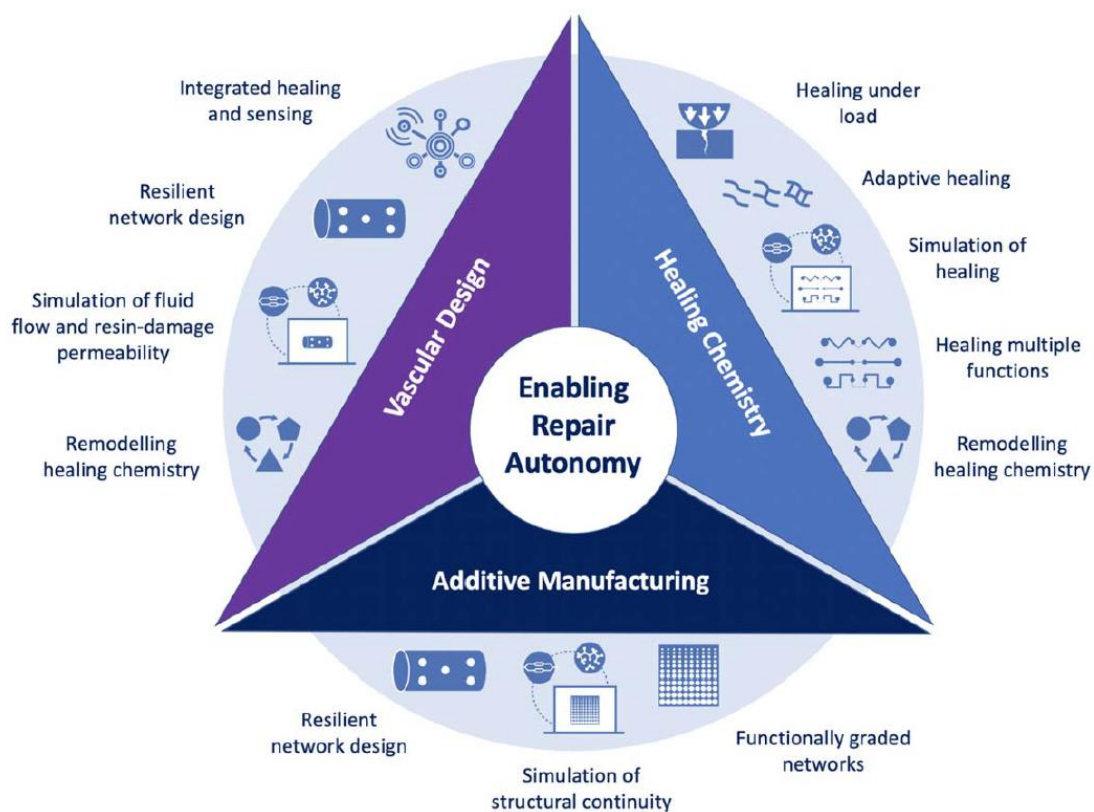 Integrated healing
and sensing
Resilient
network design
Simulation of fluid
flow and resin-damage
permeability
Remodelling
healing chemistry
Healing under
load
Adaptive healing
Simulation of
healing
Healing multiple
functions
Remodelling
healing chemistry
Vascular Design
Healing Chemistry
Enabling
Repair
Autonomy
Additive Manufacturing
Resilient
network design
Simulation of
structural continuity
Functionally graded
networks